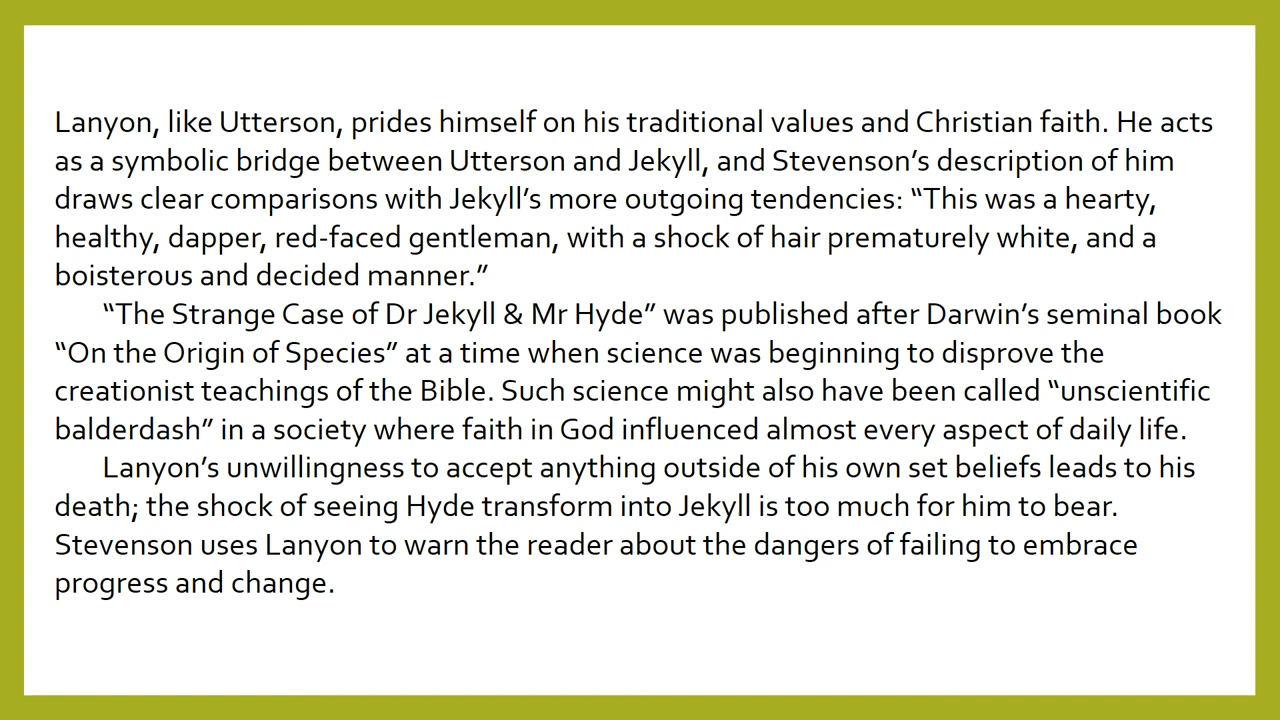 Lanyon, like Utterson, prides himself on his traditional values and Christian faith. He acts
as a symbolic bridge between Utterson and Jekyll, and Stevenson’s description of him
draws clear comparisons with Jekyll’s more outgoing tendencies: “This was a hearty,
healthy, dapper, red-faced gentleman, with a shock of hair prematurely white, and a
boisterous and decided manner.”
“The Strange Case of Dr Jekyll & Mr Hyde” was published after Darwin’s seminal book
“On the Origin of Species” at a time when science was beginning to disprove the
creationist teachings of the Bible. Such science might also have been called “unscientific
balderdash” in a society where faith in God influenced almost every aspect of daily life.
Lanyon’s unwillingness to accept anything outside of his own set beliefs leads to his
death; the shock of seeing Hyde transform into Jekyll is too much for him to bear.
Stevenson uses Lanyon to warn the reader about the dangers of failing to embrace
progress and change.